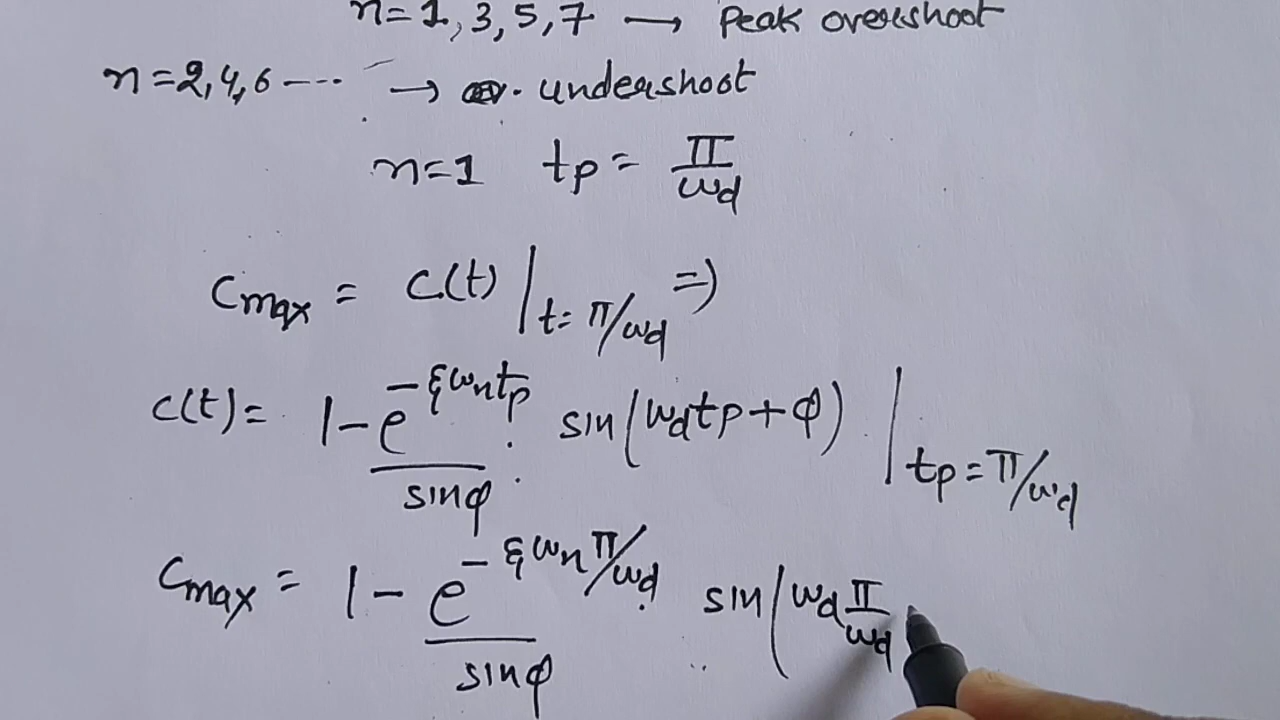 n=1, 3, 5, 7 → Peak overshoot
n=2,4,6 ---- → . undershoot
n=1 tp = π/ωd
Cmax = c(t) |t=π/ωd =)
c(t)= 1-e^-ξωntp/sinφ . sin(ωdtp+φ) |tp=π/ωd
Cmax = 1-e^-ξωnπ/ωd/sinφ . sin(ωd π/ωd